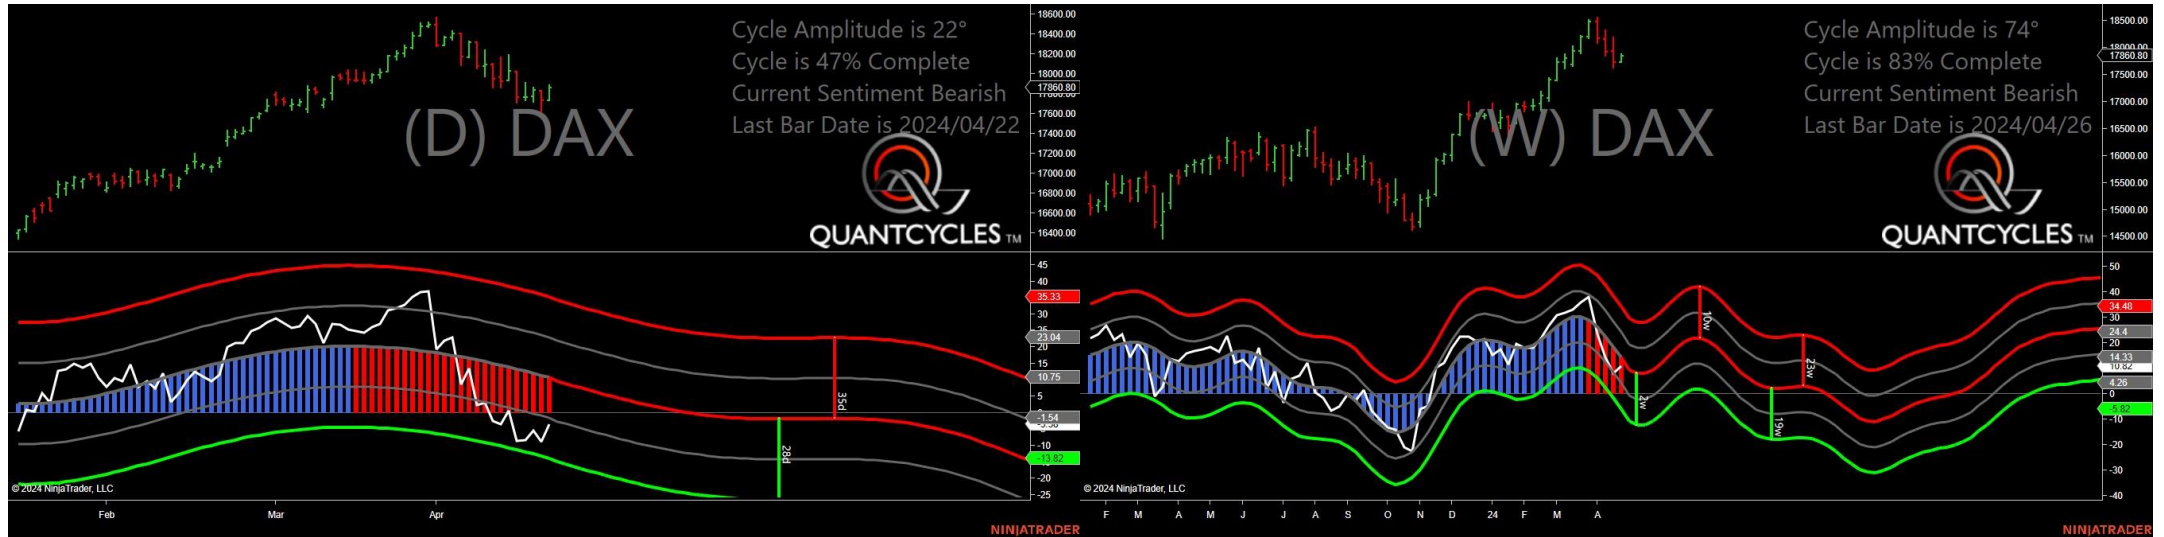 Cycle Amplitude is 22°
Cycle is 47% Complete
Current Sentiment Bearish
Last Bar Date is 2024/04/22
(D) DAX
QUANTCYCLES TM
18600.00
18400.00
18200.00
18000.00
17860.80
17600.00
17400.00
17200.00
17000.00
16800.00
16600.00
16400.00
45
40
35.33
30
23.04
20
15
10.75
5
-1.54
-10
-13.82
-20
-25
35d
28d
© 2024 NinjaTrader, LLC
Feb Mar Apr
NINJATRADER
Cycle Amplitude is 74°
Cycle is 83% Complete
Current Sentiment Bearish
Last Bar Date is 2024/04/26
(W) DAX
QUANTCYCLES TM
18500.00
18000.00
17860.80
17500.00
17000.00
16500.00
16000.00
15500.00
15000.00
14500.00
50
40
34.48
30
24.4
20
14.33
10.82
4.26
0
-5.82
-10
-20
-30
-40
2w
10w
19w
23w
© 2024 NinjaTrader, LLC
F M A M J J A S O N D 24 F M A
NINJATRADER